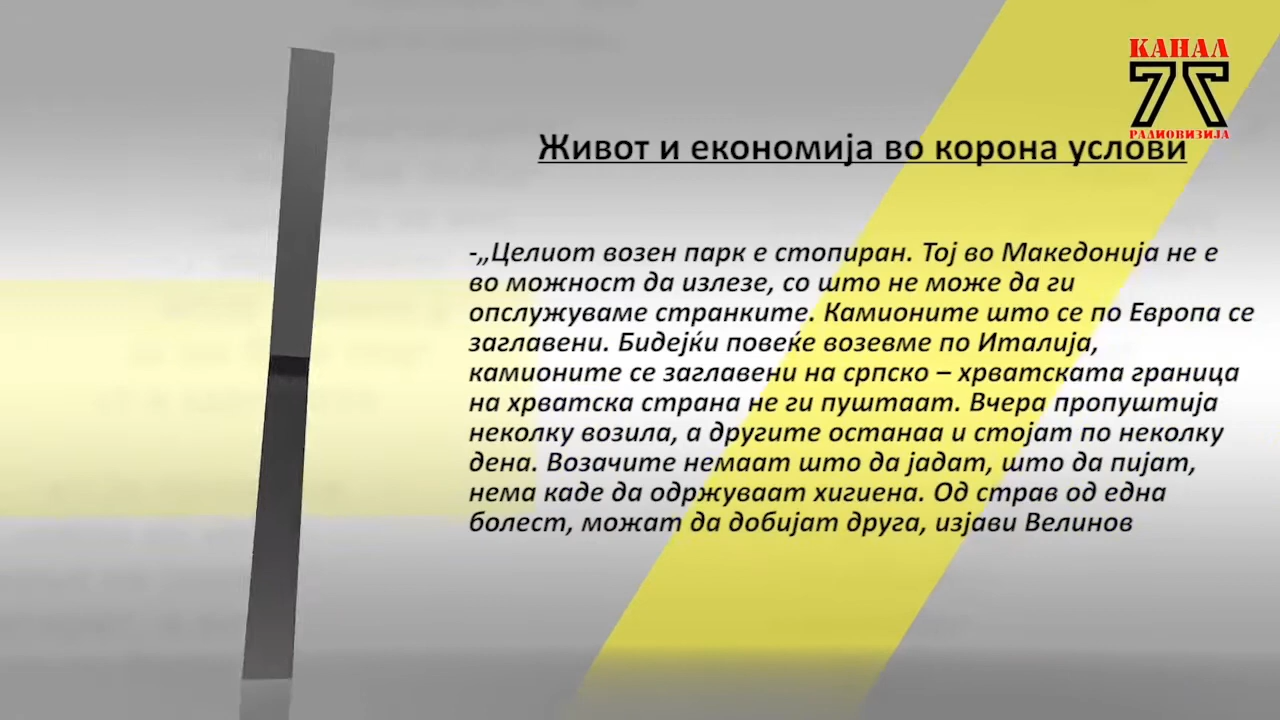 КАНАЛ
77
РАДИОВИЗИЈА
Живот и економија во корона услови
-„Целиот возен парк е стопиран. Тој во Македонија не е
во можност да излезе, со што не може да ги
опслужуваме странките. Камионите што се по Европа се
заглавени. Бидејќи повеќе возевме по Италија,
камионите се заглавени на српско – хрватската граница
на хрватска страна не ги пуштаат. Вчера пропуштија
неколку возила, а другите останаа и стојат по неколку
дена. Возачите немаат што да јадат, што да пијат,
нема каде да одржуваат хигиена. Од страв од една
болест, можат да добијат друга, изјави Велинов